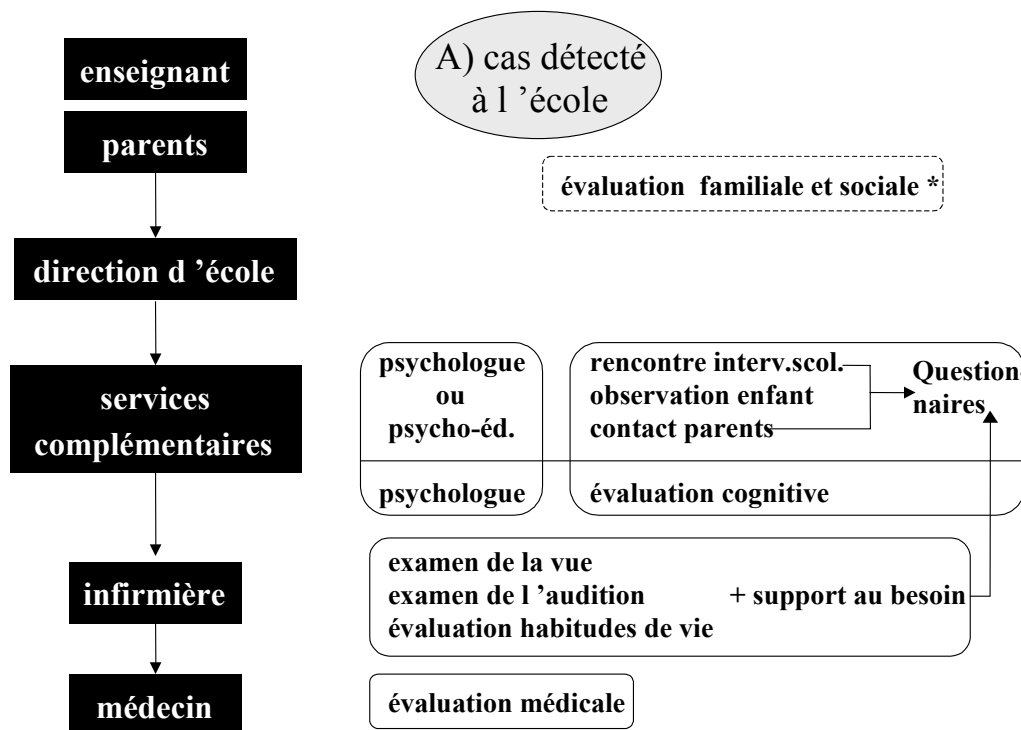 enseignant
A) cas détecté
à l ’école
parents
évaluation  familiale et sociale *
direction d ’école
services
complémentaires
psychologue
ou
psycho-éd.
rencontre interv.scol.
observation enfant
contact parents
Question-
naires
psychologue
évaluation cognitive
infirmière
examen de la vue
examen de l ’audition
évaluation habitudes de vie
+ support au besoin
médecin
évaluation médicale